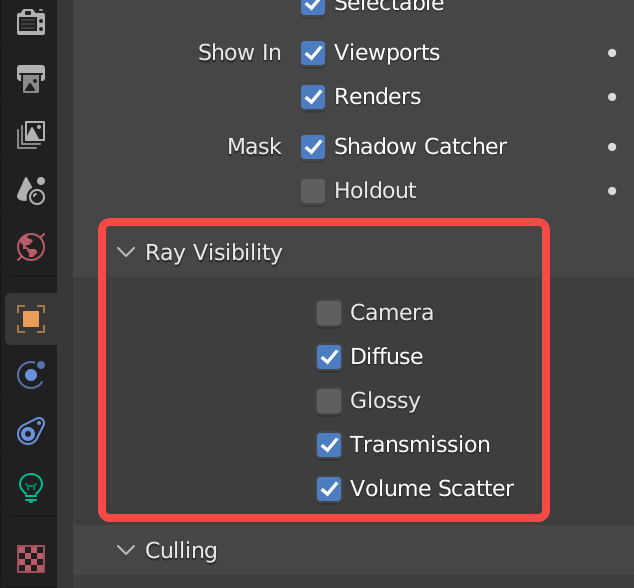 Selectable
Show In Viewports
Renders
Mask Shadow Catcher
Holdout
Ray Visibility
Camera
Diffuse
Glossy
Transmission
Volume Scatter
Culling